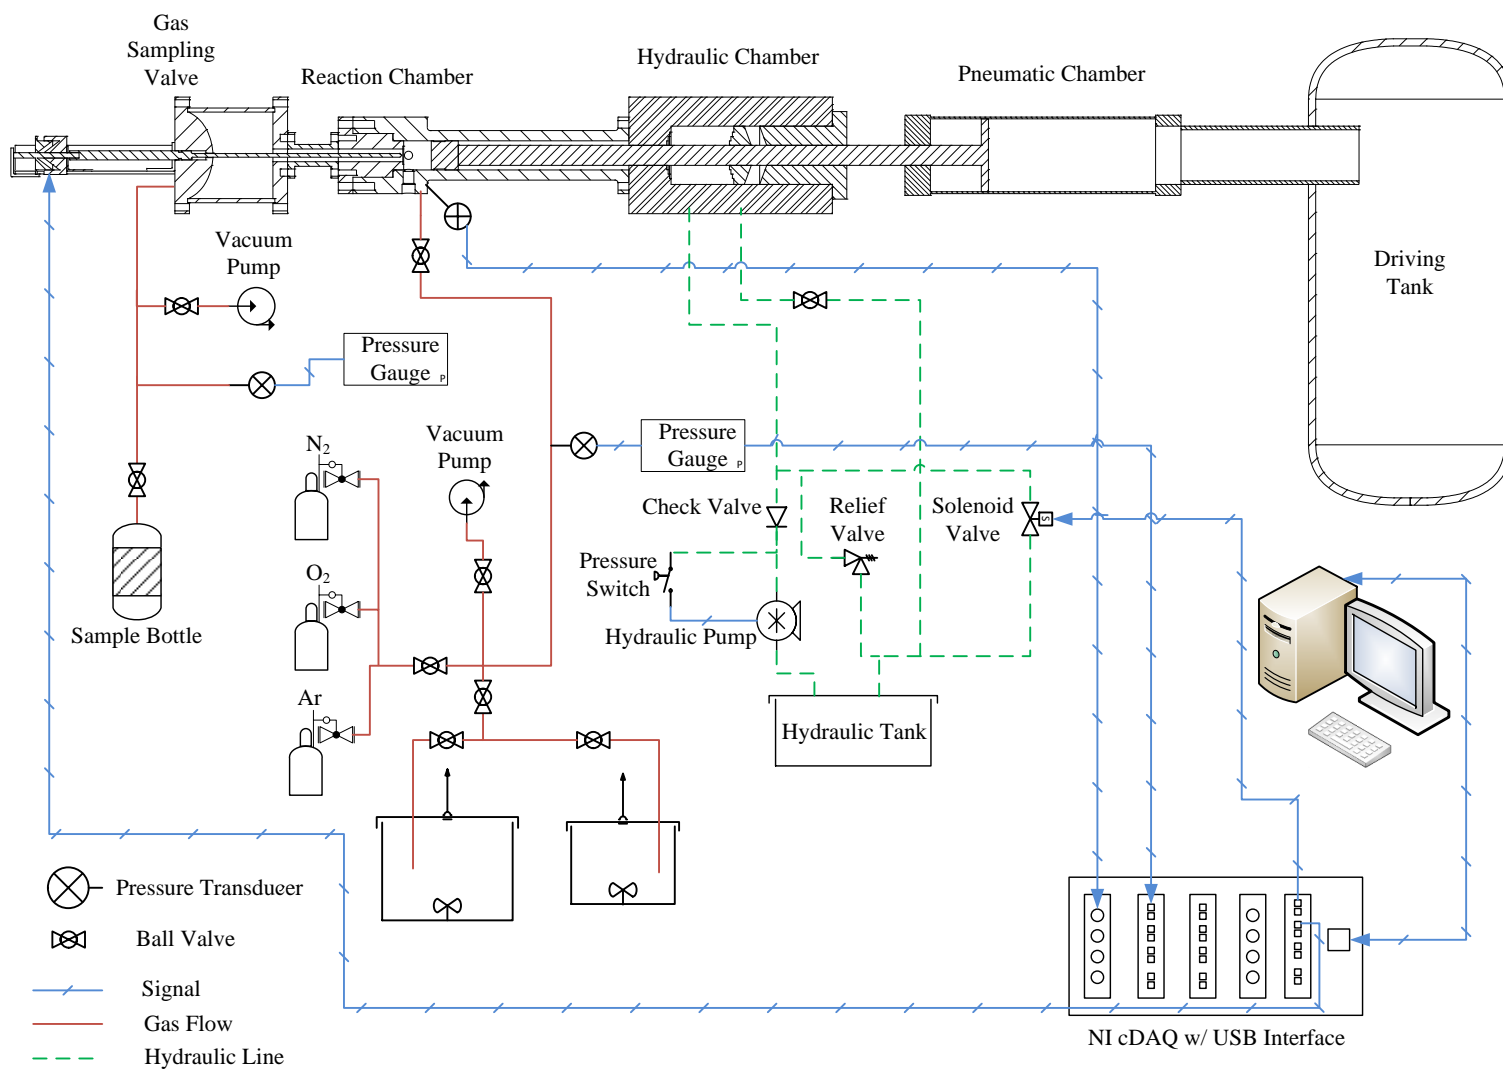 Gas
Sampling
Valve
Reaction Chamber
Hydraulic Chamber
Pneumatic Chamber
Vacuum
Pump
Driving
Tank
Pressure
Gauge P
Pressure
Gauge P
Vacuum
Pump
N2
Check Valve
Relief
Valve
Solenoid
Valve
S
Pressure
Switch
O2
Sample Bottle
Hydraulic Pump
Ar
Hydraulic Tank
Pressure Transducer
Ball Valve
Signal
Gas Flow
Hydraulic Line
NI cDAQ w/ USB Interface